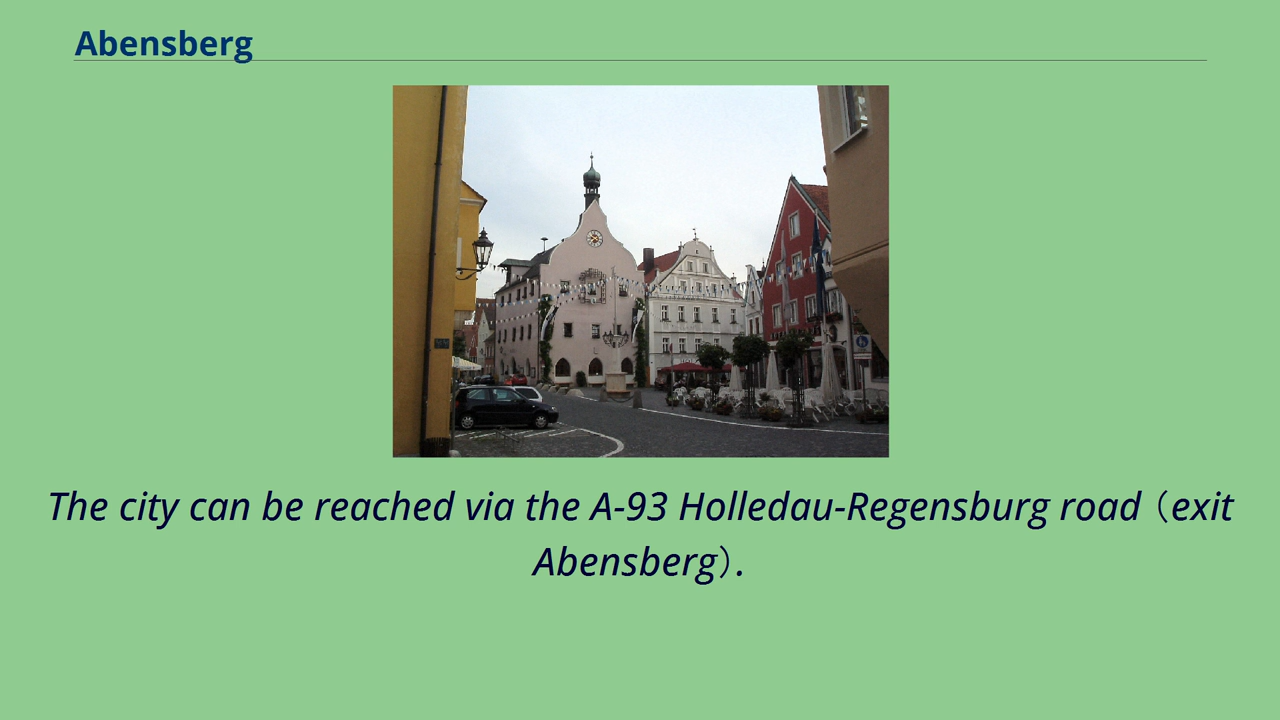 Abensberg
The city can be reached via the A-93 Holledau-Regensburg road（exit
Abensberg）.